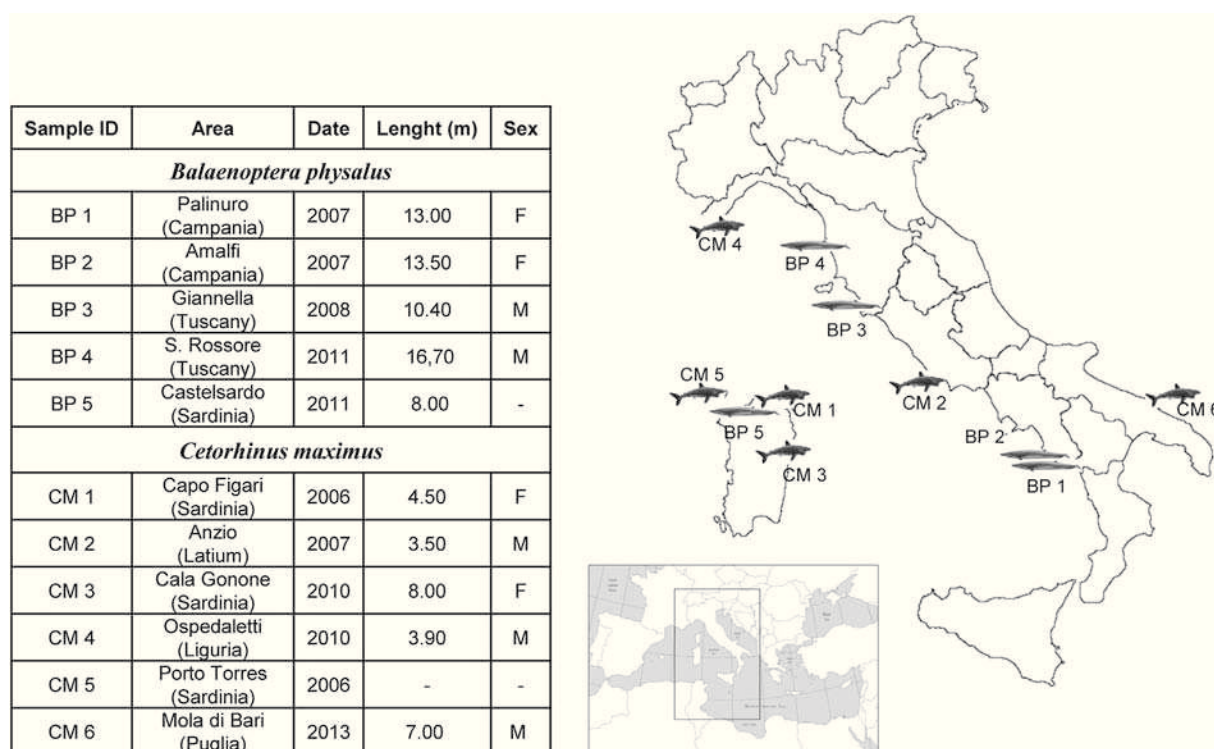 Sample ID Area Date Lenght (m) Sex
Balaenoptera physalus
BP 1 Palinuro (Campania) 2007 13.00 F
BP 2 Amalfi (Campania) 2007 13.50 F
BP 3 Giannella (Tuscany) 2008 10.40 M
BP 4 S. Rossore (Tuscany) 2011 16,70 M
BP 5 Castelsardo (Sardinia) 2011 8.00 -
Cetorhinus maximus
CM 1 Capo Figari (Sardinia) 2006 4.50 F
CM 2 Anzio (Latium) 2007 3.50 M
CM 3 Cala Gonone (Sardinia) 2010 8.00 F
CM 4 Ospedaletti (Liguria) 2010 3.90 M
CM 5 Porto Torres (Sardinia) 2006 - -
CM 6 Mola di Bari (Puglia) 2013 7.00 M
CM 4
BP 4
BP 3
CM 5
CM 1
CM 2
CM 6
BP 5
BP 2
CM 3
BP 1